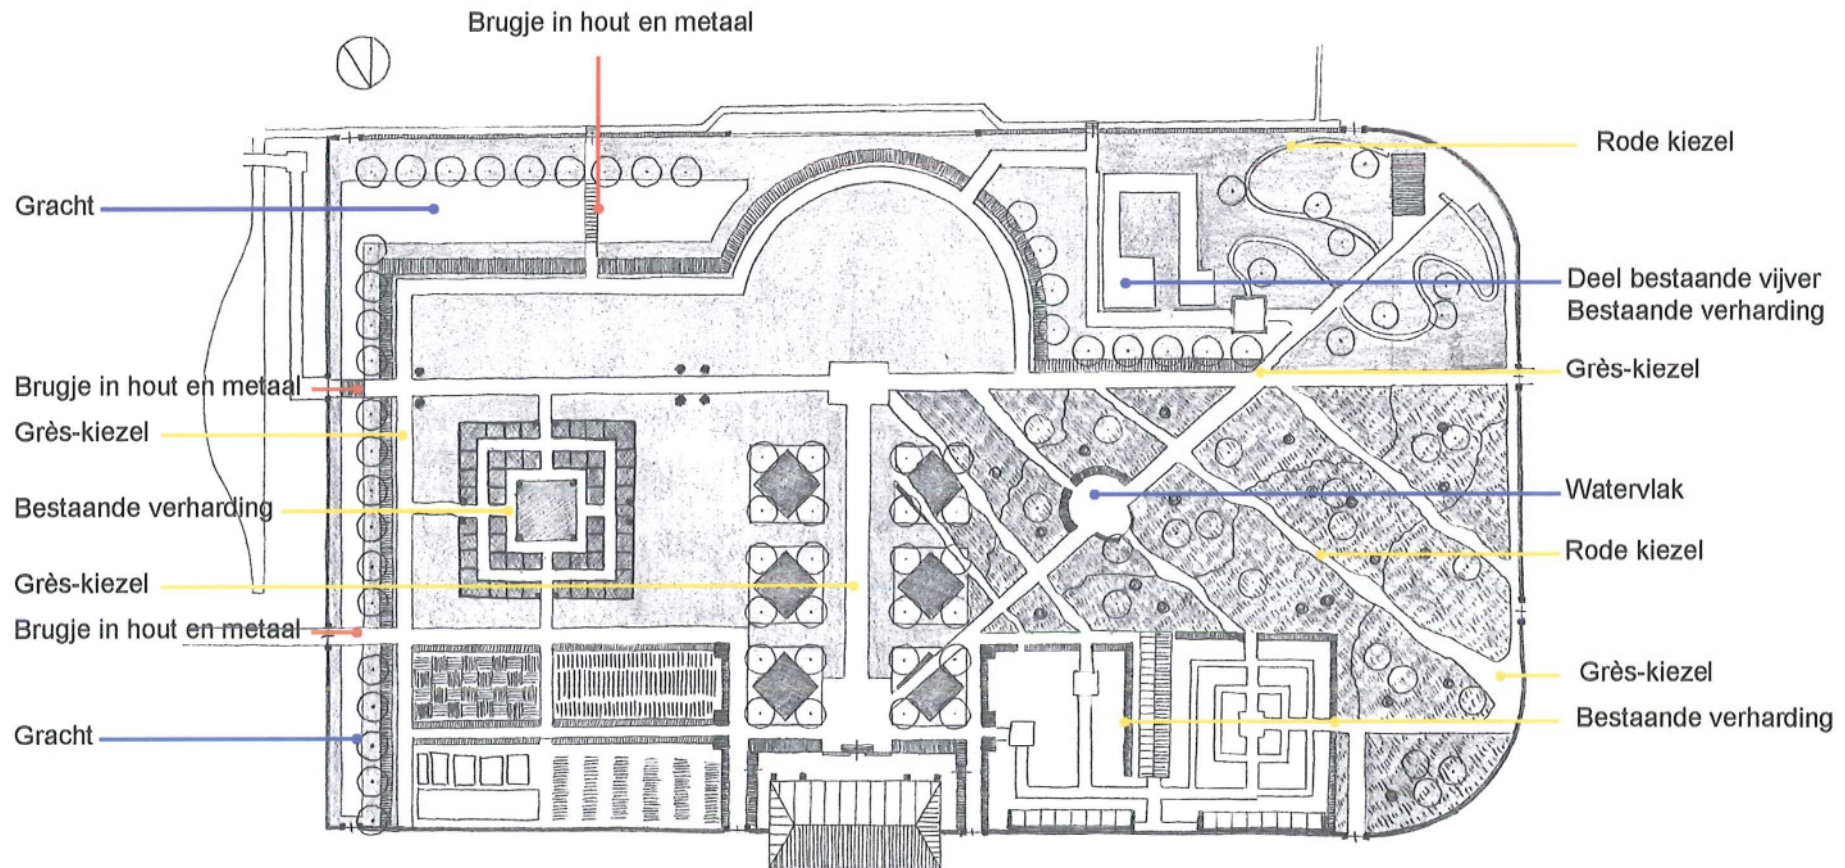 Brugje in hout en metaal
Rode kiezel
Gracht
Deel bestaande vijver
Bestaande verharding
Grès-kiezel
Brugje in hout en metaal
Grès-kiezel
Watervlak
Bestaande verharding
Rode kiezel
Grès-kiezel
Brugje in hout en metaal
Grès-kiezel
Bestaande verharding
Gracht